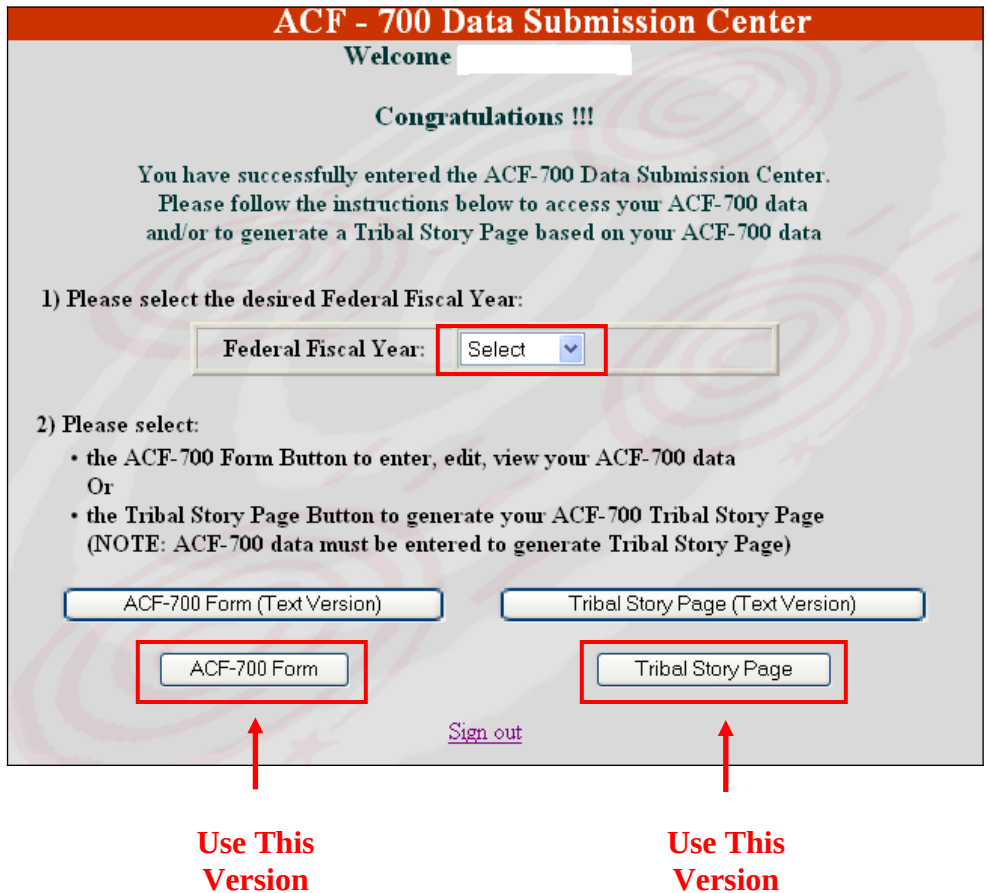 ACF - 700 Data Submission Center
Welcome
Congratulations !!!
You have successfully entered the ACF-700 Data Submission Center.
Please follow the instructions below to access your ACF-700 data
and/or to generate a Tribal Story Page based on your ACF-700 data
1) Please select the desired Federal Fiscal Year:
Federal Fiscal Year: Select
2) Please select:
• the ACF-700 Form Button to enter, edit, view your ACF-700 data
Or
• the Tribal Story Page Button to generate your ACF-700 Tribal Story Page
(NOTE: ACF-700 data must be entered to generate Tribal Story Page)
ACF-700 Form (Text Version) Tribal Story Page (Text Version)
ACF-700 Form Tribal Story Page
Sign out
Use This Use This
Version Version